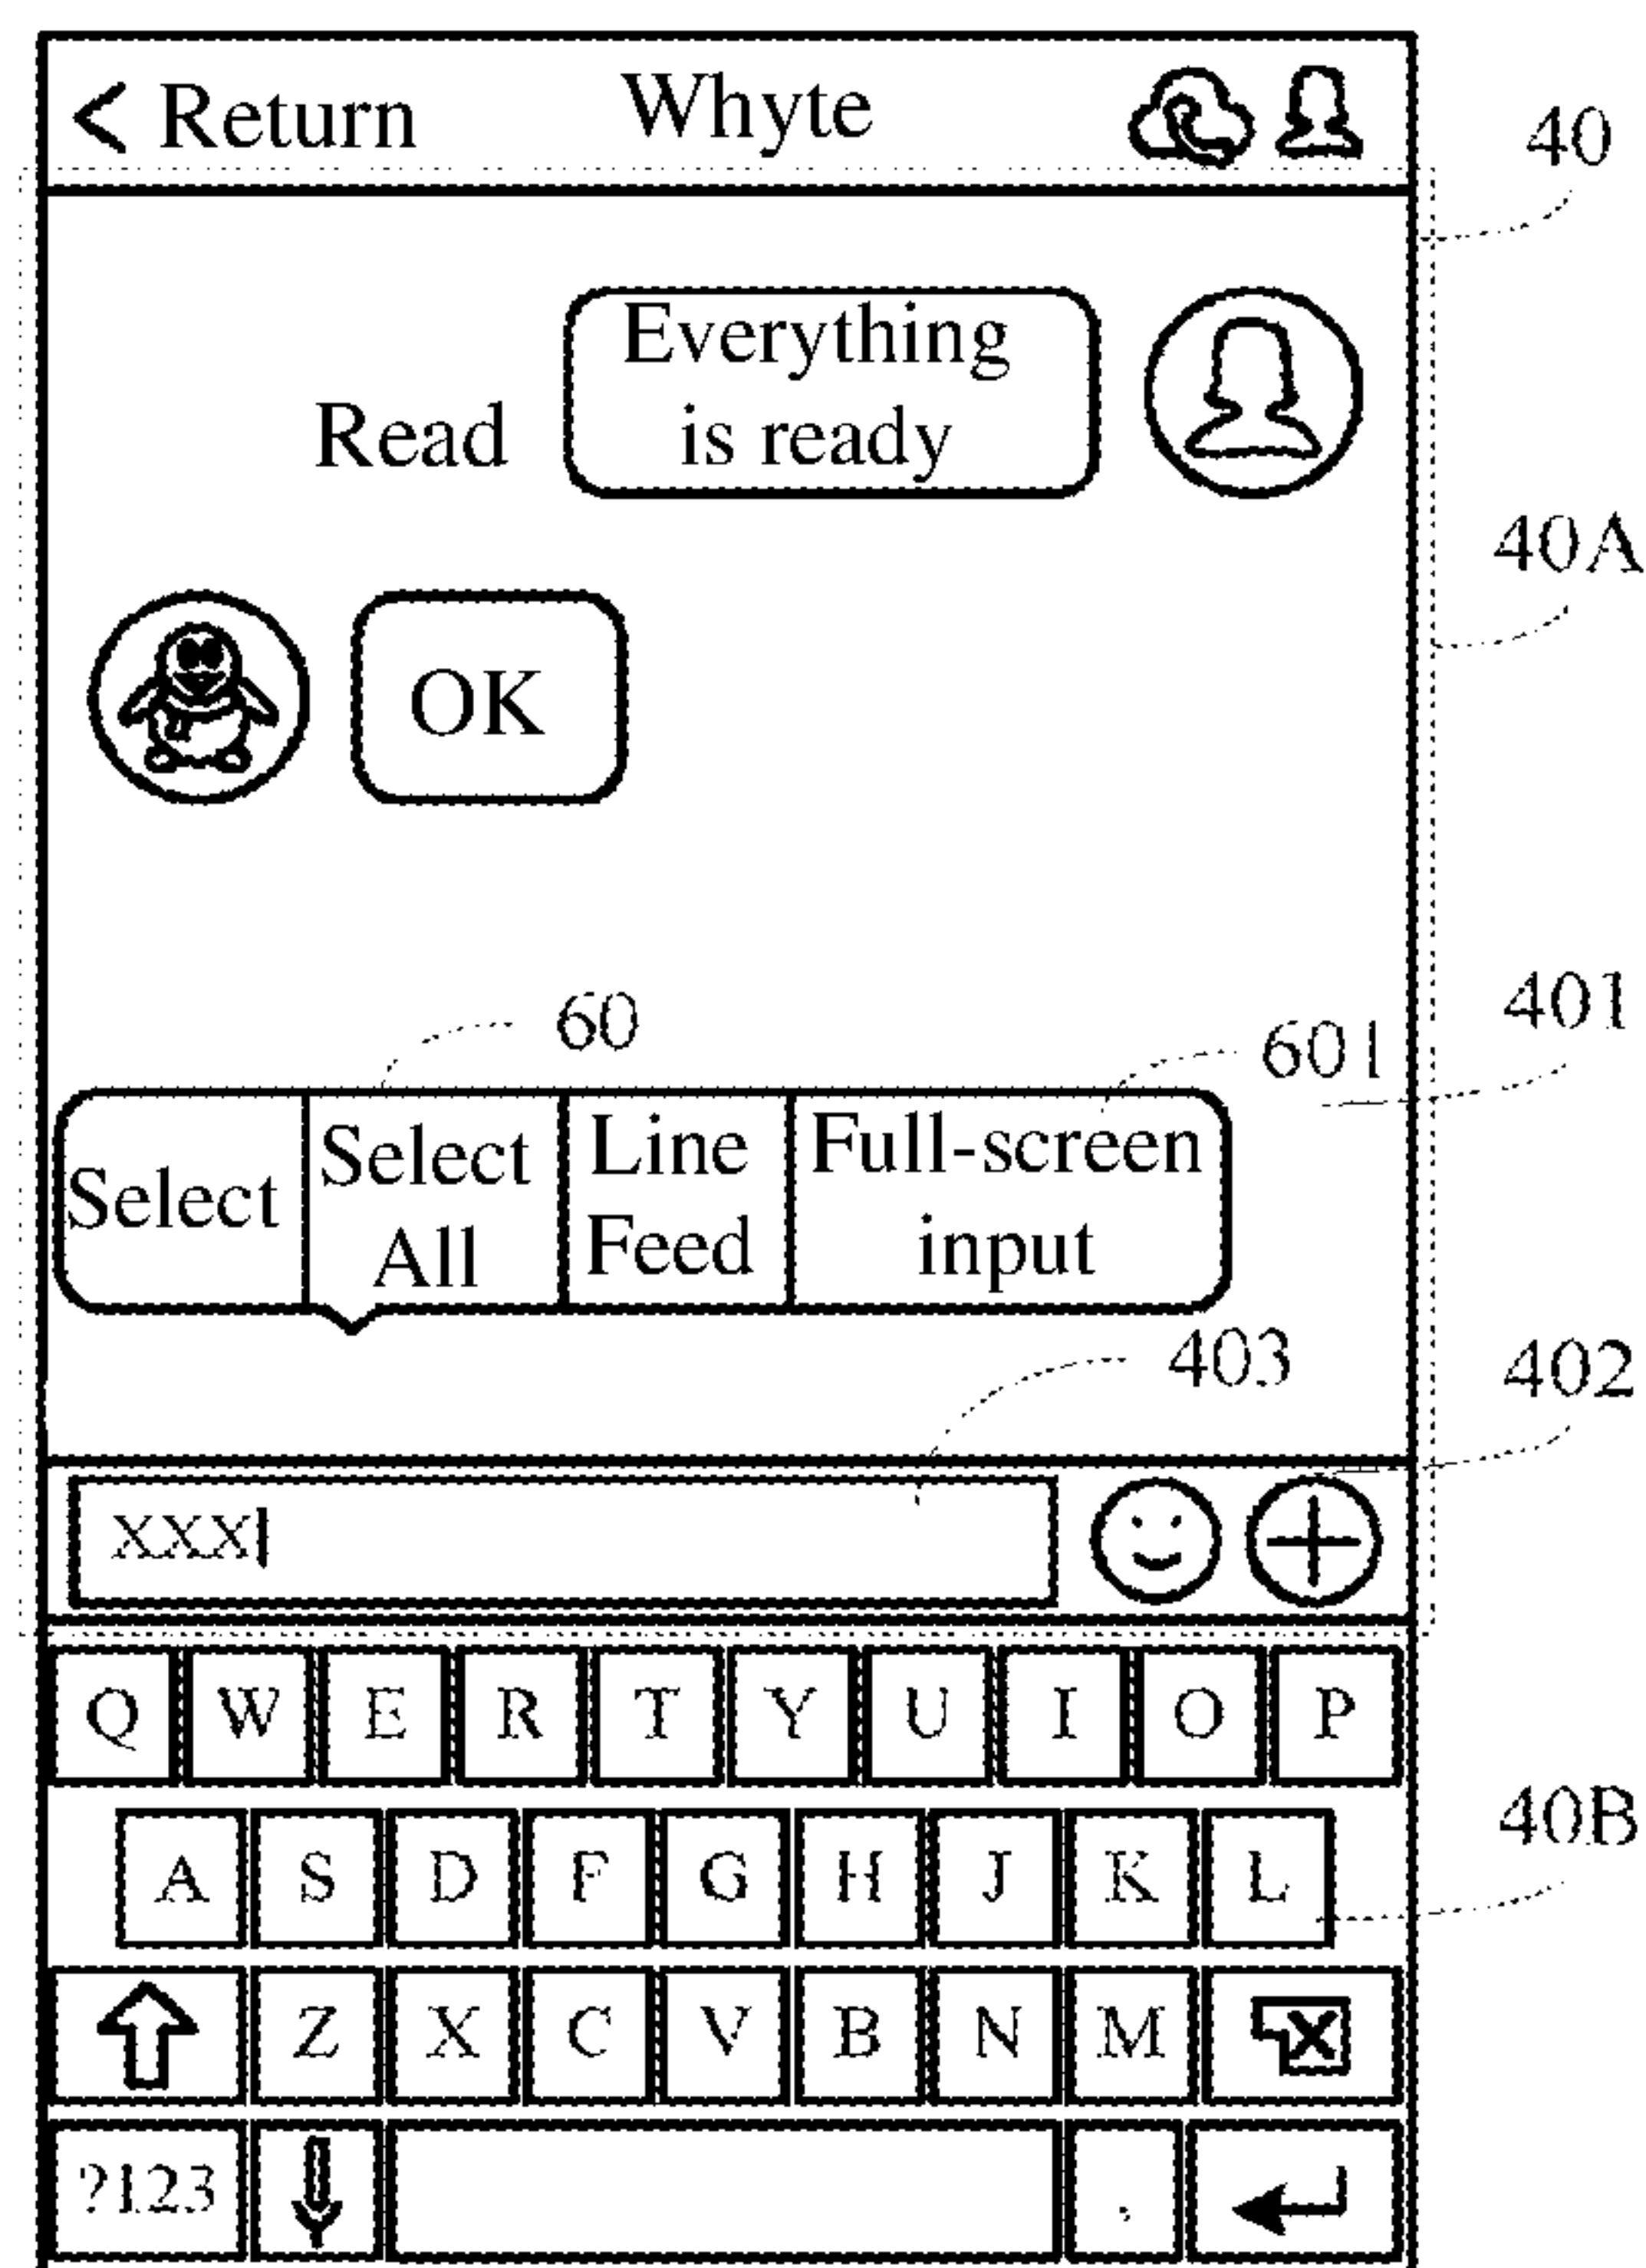 < Return Whyte
40
Everything
Read is ready
40A
OK
401
60
601
Select
Select
All
Line
Feed
Full-screen
input
403
402
XXX
Q W E R T Y U I O P
40B
A S D F G H J K L
Z X C V B N M
?123 ,